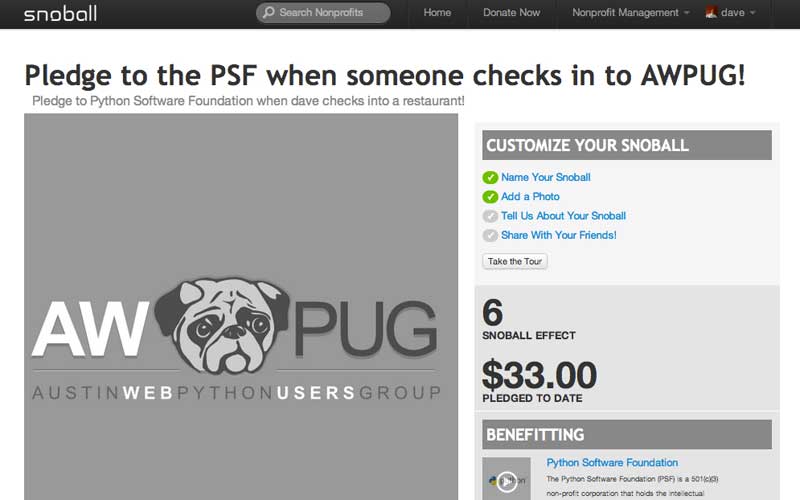 snoball
Search Nonprofits
Home
Donate Now
Nonprofit Management
dave
Pledge to the PSF when someone checks in to AWPUG!
Pledge to Python Software Foundation when dave checks into a restaurant!
AW PUG
AUSTINWEBPYTHONUSERSGROUP
CUSTOMIZE YOUR SNOBALL
Name Your Snoball
Add a Photo
Tell Us About Your Snoball
Share With Your Friends!
Take the Tour
6
SNOBALL EFFECT
$33.00
PLEDGED TO DATE
BENEFITTING
python
Python Software Foundation
The Python Software Foundation (PSF) is a 501(c)(3)
non-profit corporation that holds the intellectual